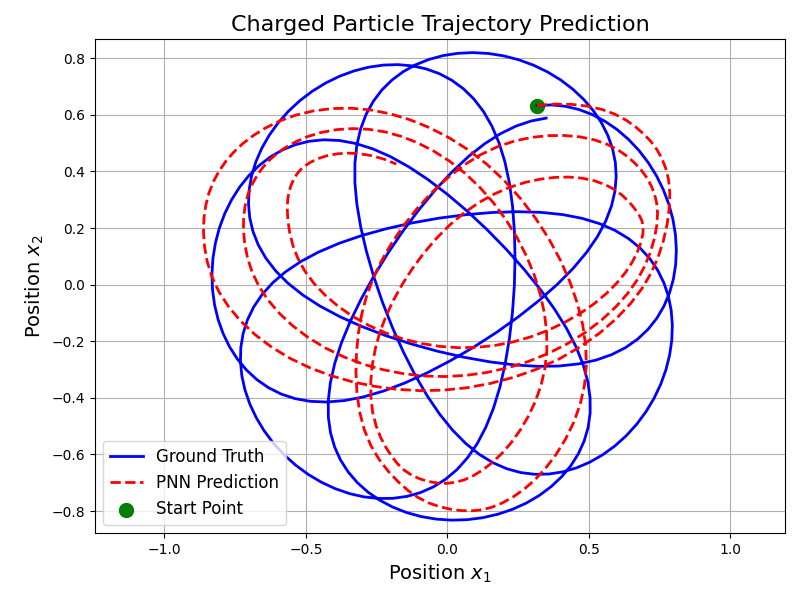 Charged Particle Trajectory Prediction
0.8
0.6
0.4
0.2
0.0
−0.2
−0.4
−0.6
−0.8
Position x₂
Ground Truth
PNN Prediction
Start Point
−1.0 −0.5 0.0 0.5 1.0
Position x₁